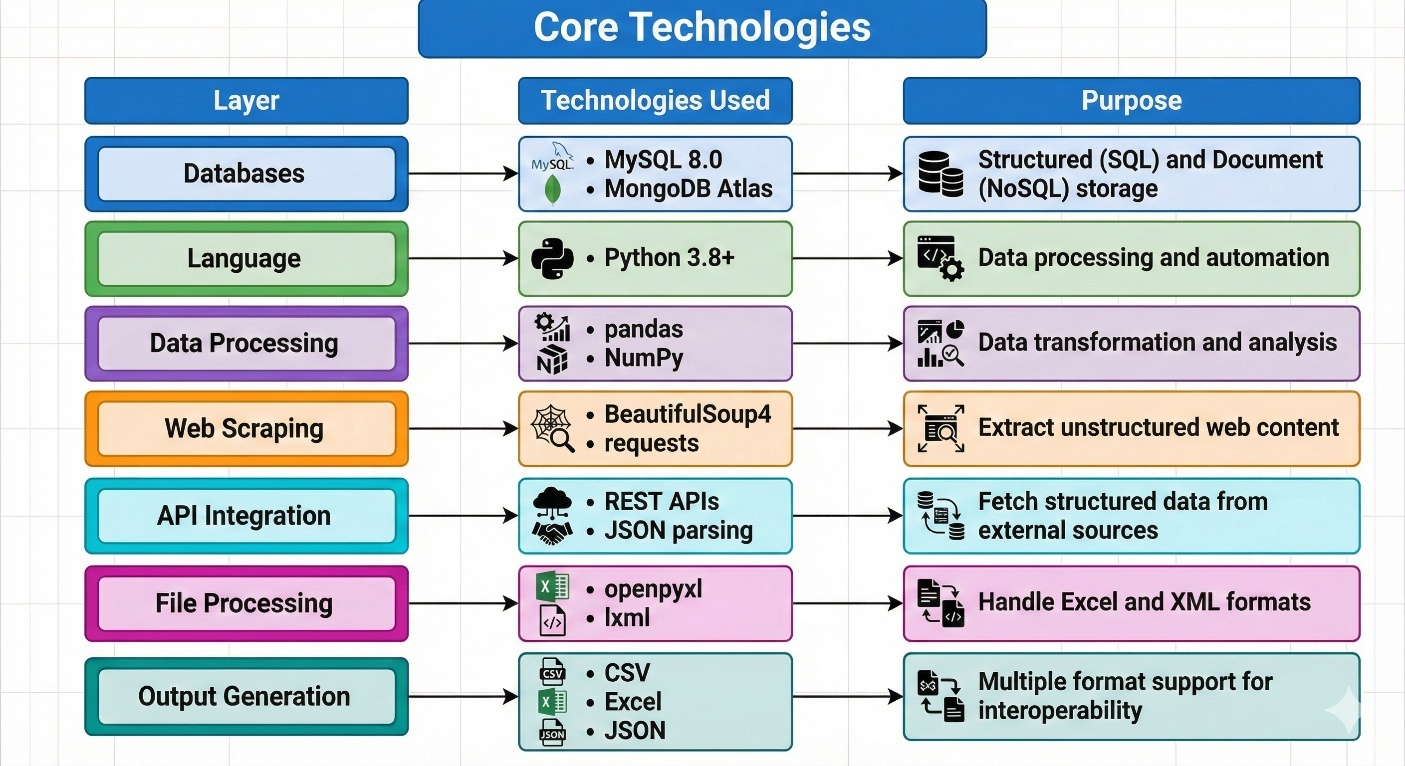 Core Technologies
Layer
Technologies Used
Purpose
Databases
MySQL
• MySQL 8.0
• MongoDB Atlas
Structured (SQL) and Document
(NoSQL) storage
Language
• Python 3.8+
</>
Data processing and automation
Data Processing
• pandas
N
• NumPy
Data transformation and analysis
Web Scraping
• BeautifulSoup4
• requests
Extract unstructured web content
API Integration
• REST APIs
• JSON parsing
Fetch structured data from
external sources
File Processing
X
• openpyxl
</>
• lxml
</>
Handle Excel and XML formats
Output Generation
CSV
• CSV
X
• Excel
JSON
• JSON
Multiple format support for
interoperability